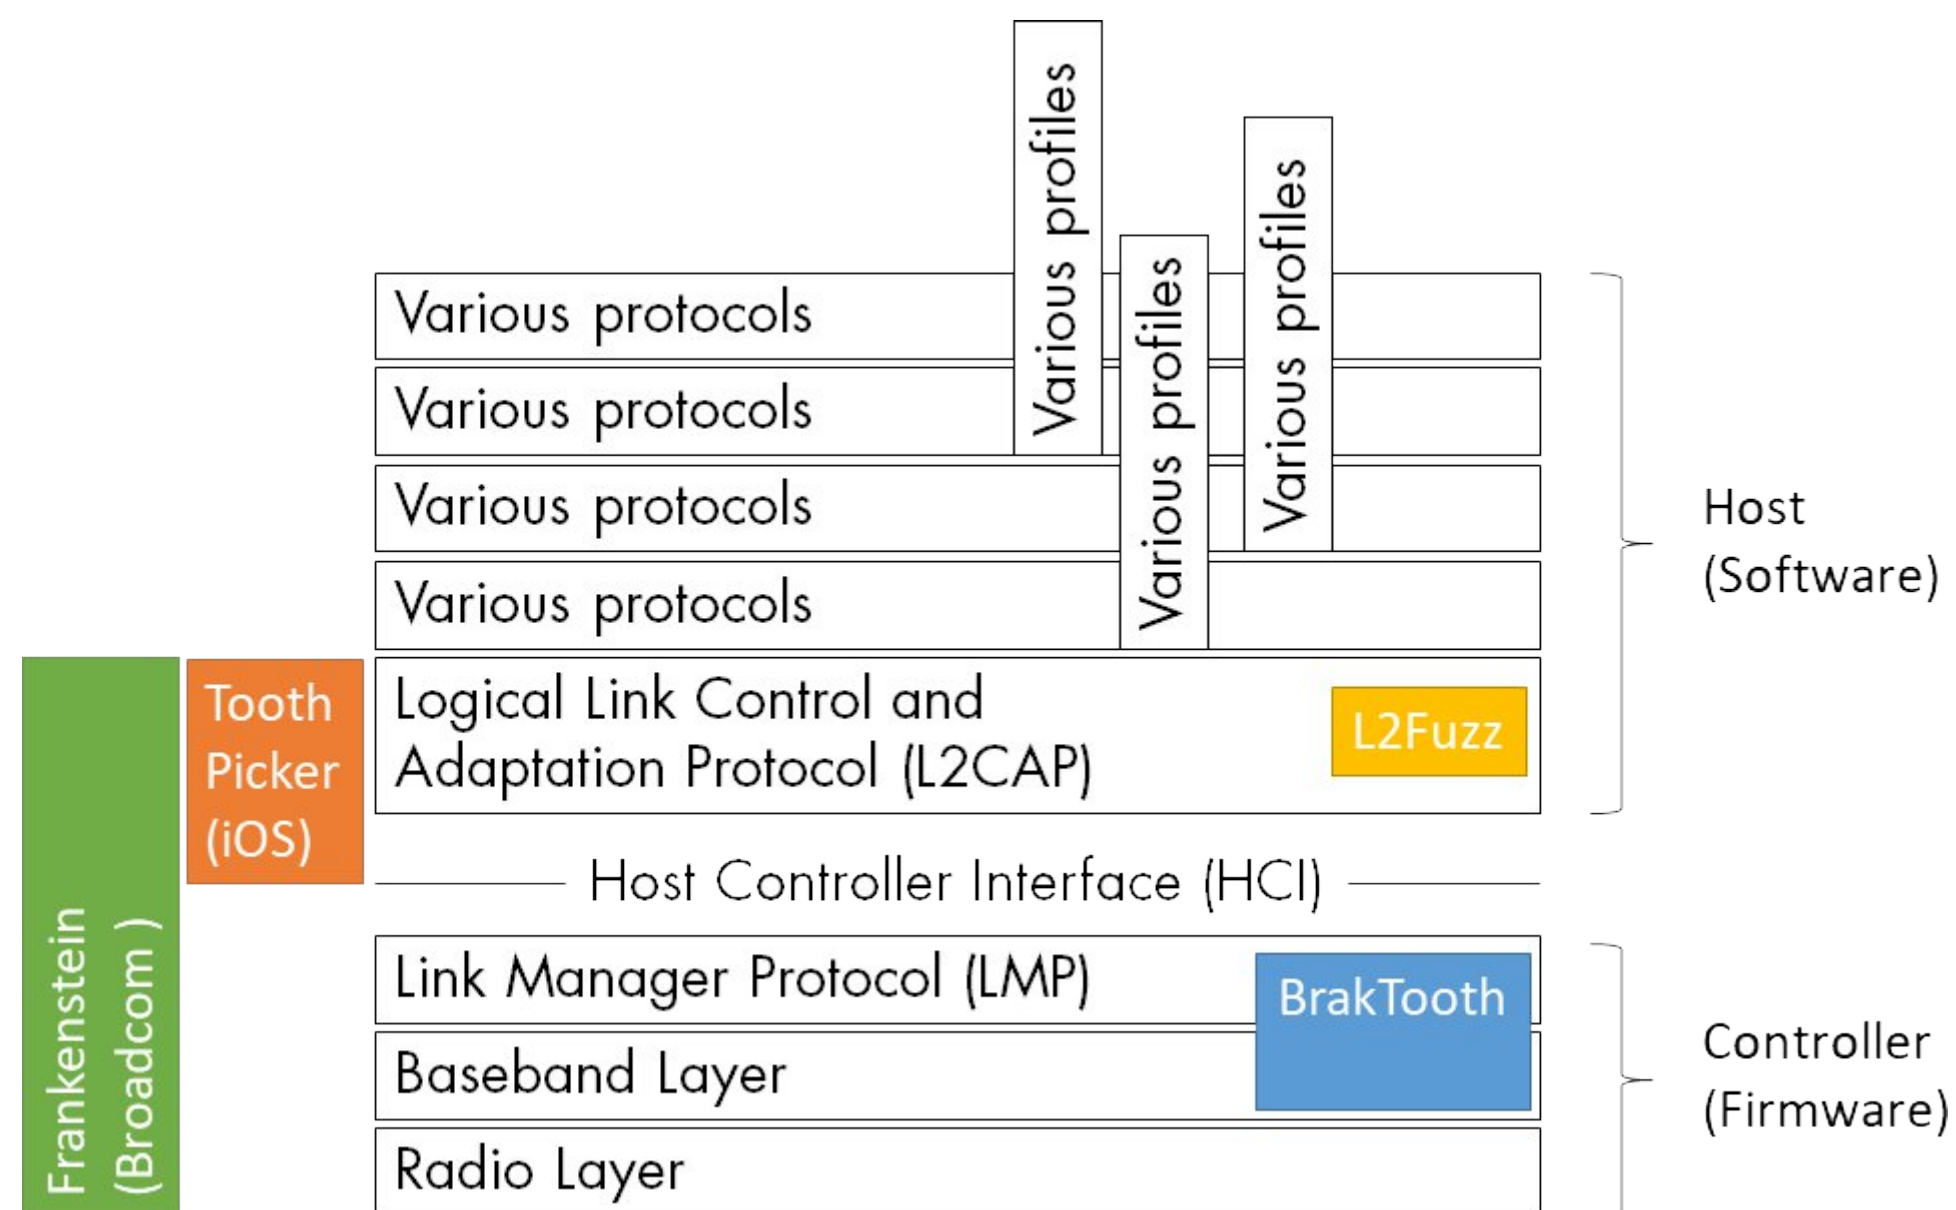 Various profiles
Various profiles
Various profiles
Various protocols
Various protocols
Various protocols
Various protocols
Host
(Software)
Frankenstein
(Broadcom )
Tooth
Picker
(iOS)
Logical Link Control and
Adaptation Protocol (L2CAP)
L2Fuzz
Host Controller Interface (HCI)
Link Manager Protocol (LMP)
BrakTooth
Baseband Layer
Radio Layer
Controller
(Firmware)